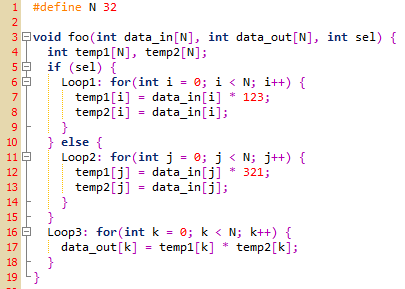 1 #define N 32
2
3 void foo(int data_in[N], int data_out[N], int sel) {
4   int temp1[N], temp2[N];
5   if (sel) {
6     Loop1: for(int i = 0; i < N; i++) {
7       temp1[i] = data_in[i] * 123;
8       temp2[i] = data_in[i];
9     }
10   } else {
11     Loop2: for(int j = 0; j < N; j++) {
12       temp1[j] = data_in[j] * 321;
13       temp2[j] = data_in[j];
14     }
15   }
16   Loop3: for(int k = 0; k < N; k++) {
17     data_out[k] = temp1[k] * temp2[k];
18   }
19 }